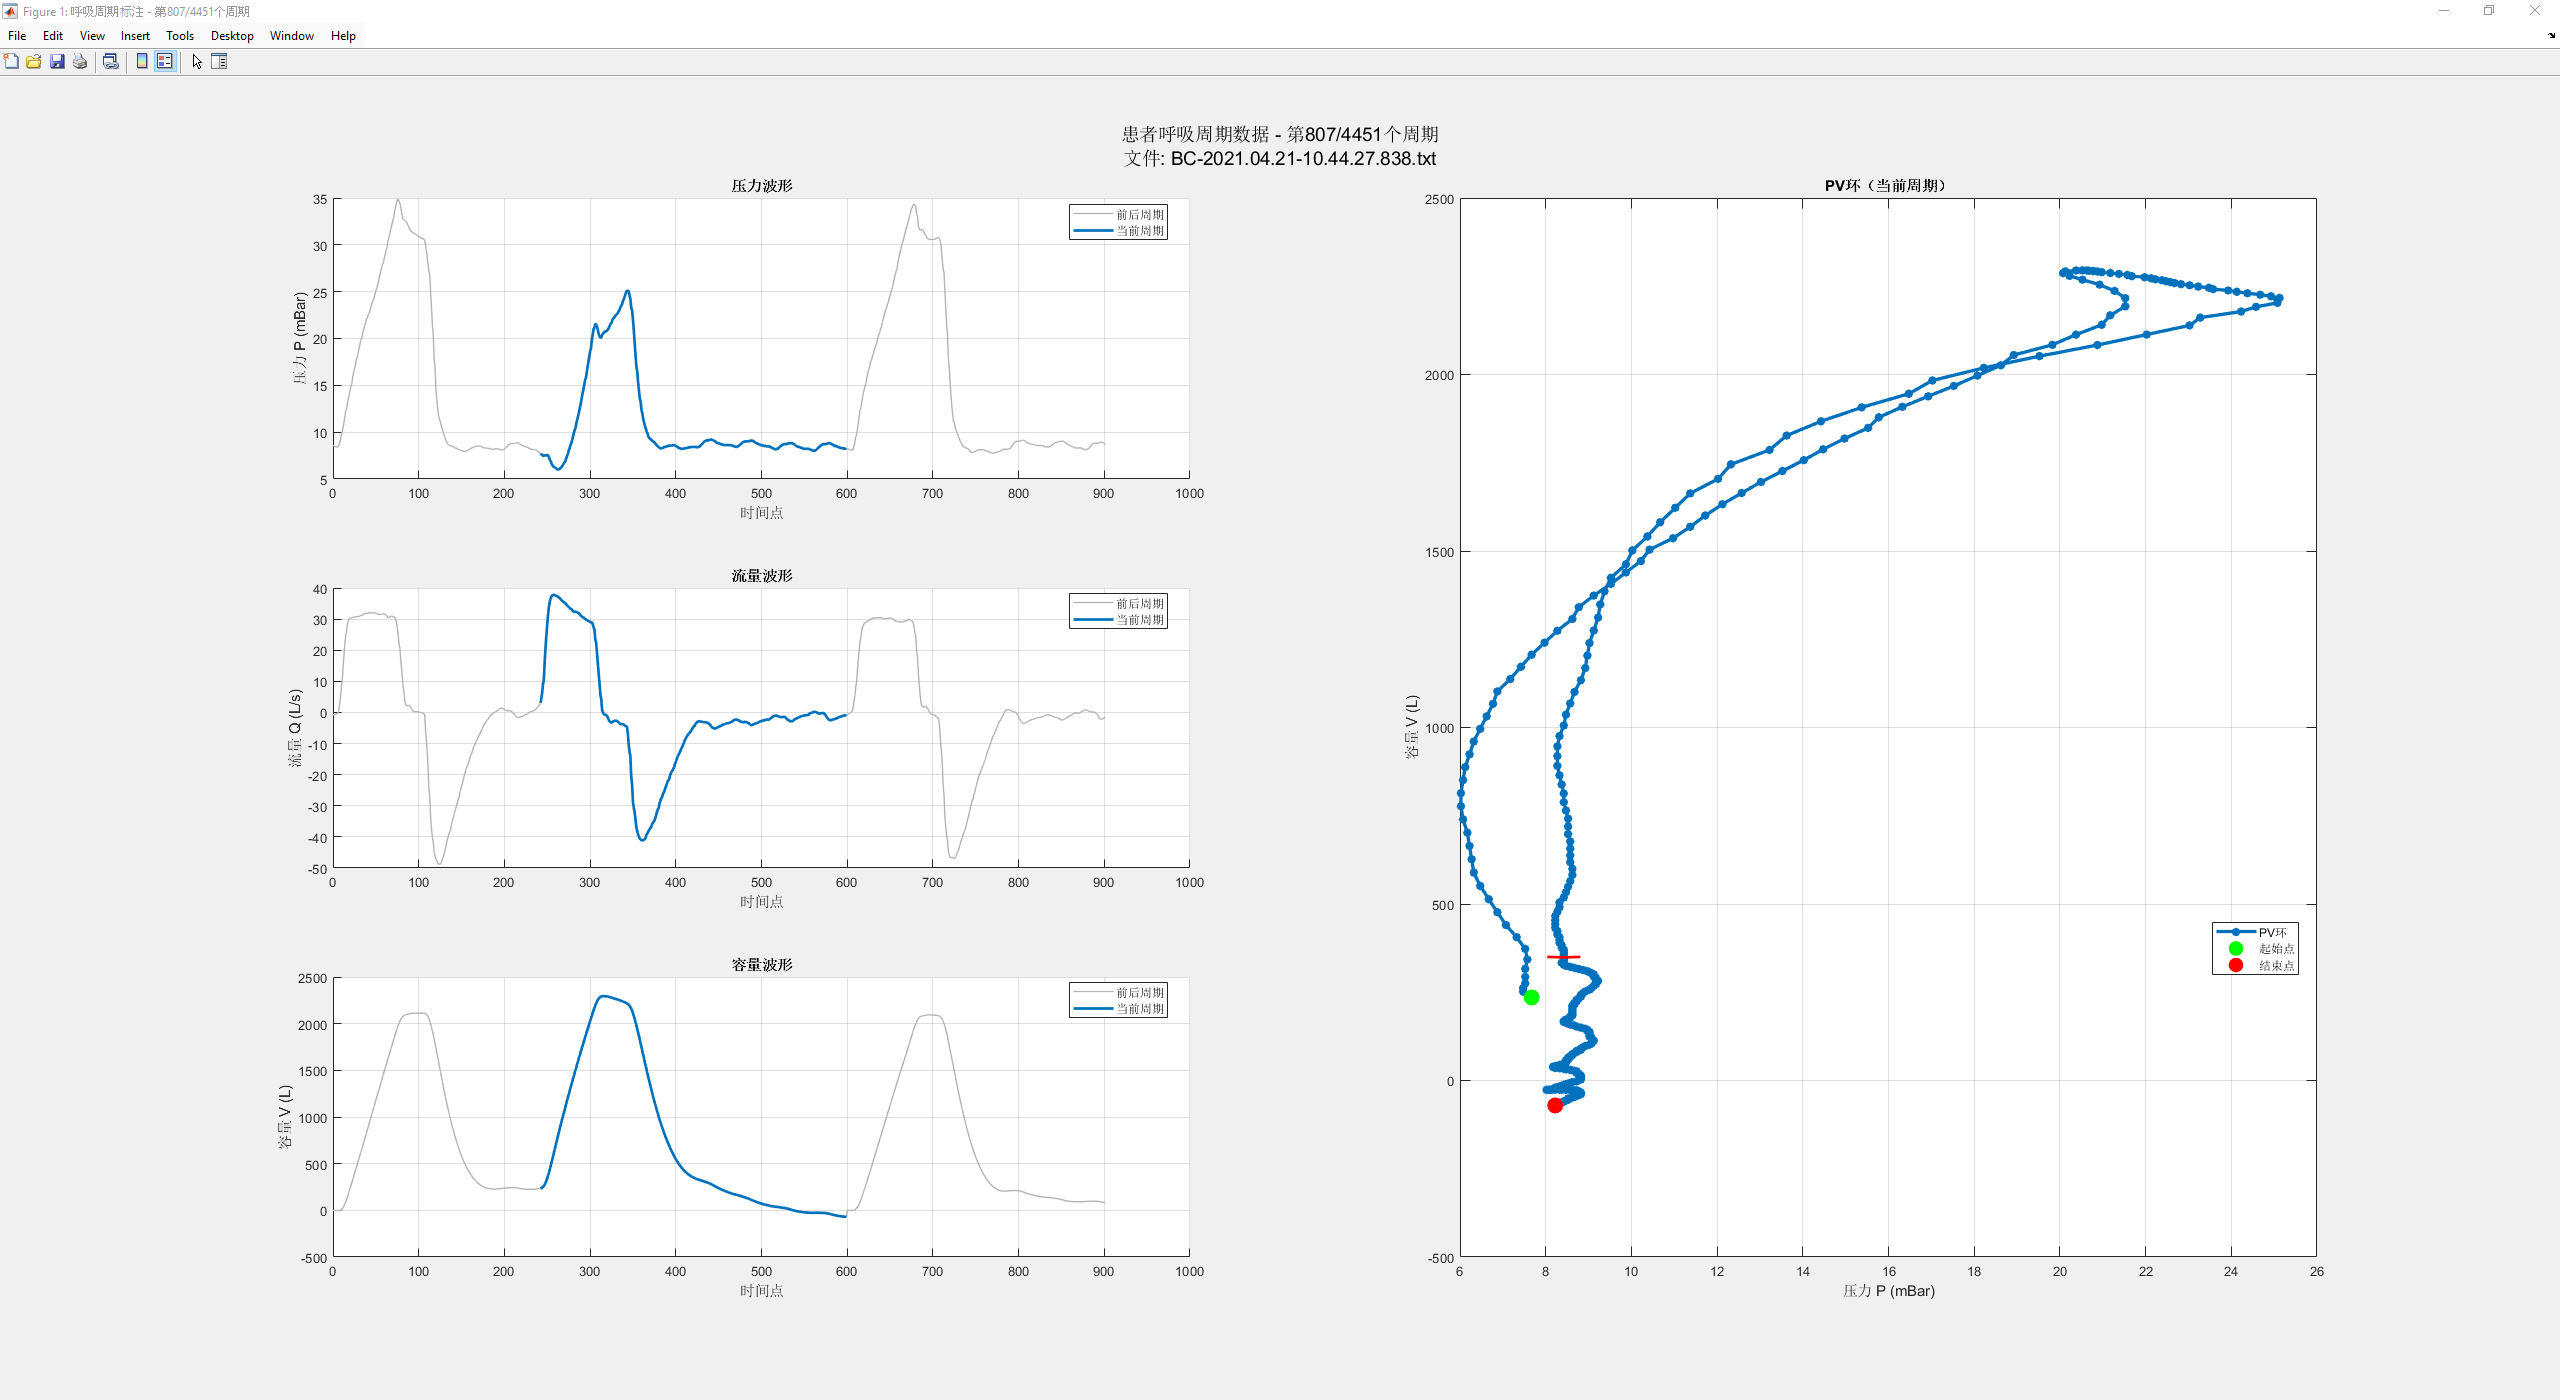 Figure 1: 呼吸周期标注 - 第807/4451个周期
File Edit View Insert Tools Desktop Window Help
患者呼吸周期数据 - 第807/4451个周期
文件: BC-2021.04.21-10.44.27.838.txt
压力波形
35
30
25
20
15
10
5
压力 P (mBar)
前后周期
当前周期
0 100 200 300 400 500 600 700 800 900 1000
时间点
流量波形
40
30
20
10
0
-10
-20
-30
-40
-50
流量 Q (L/s)
前后周期
当前周期
0 100 200 300 400 500 600 700 800 900 1000
时间点
容量波形
2500
2000
1500
1000
500
0
-500
容量 V (L)
前后周期
当前周期
0 100 200 300 400 500 600 700 800 900 1000
时间点
PV环（当前周期）
2500
2000
1500
1000
500
0
-500
容量 V (L)
PV环
起始点
结束点
6 8 10 12 14 16 18 20 22 24 26
压力 P (mBar)